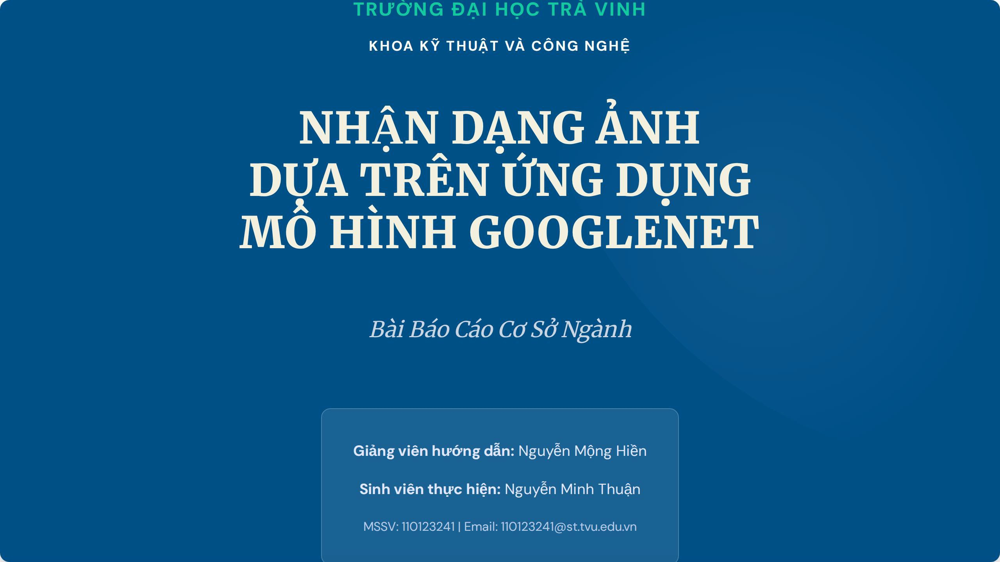 TRƯỜNG ĐẠI HỌC TRÀ VINH
KHOA KỸ THUẬT VÀ CÔNG NGHỆ
NHẬN DẠNG ẢNH
DỰA TRÊN ỨNG DỤNG
MÔ HÌNH GOOGLENET
Bài Báo Cáo Cơ Sở Ngành
Giảng viên hướng dẫn: Nguyễn Mộng Hiền
Sinh viên thực hiện: Nguyễn Minh Thuận
MSSV: 110123241 | Email: 110123241@st.tvu.edu.vn